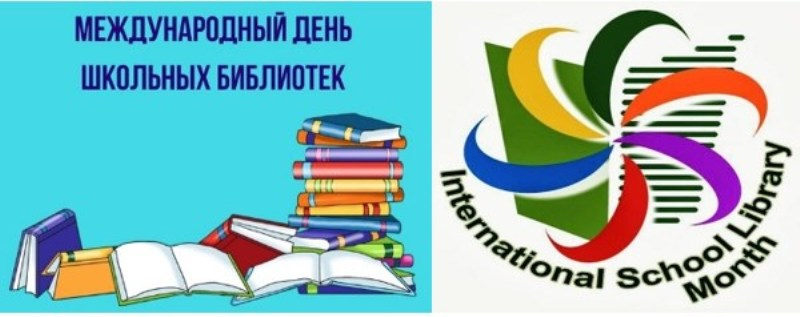 МЕЖДУНАРОДНЫЙ ДЕНЬ
ШКОЛЬНЫХ БИБЛИОТЕК
International School Library
Month